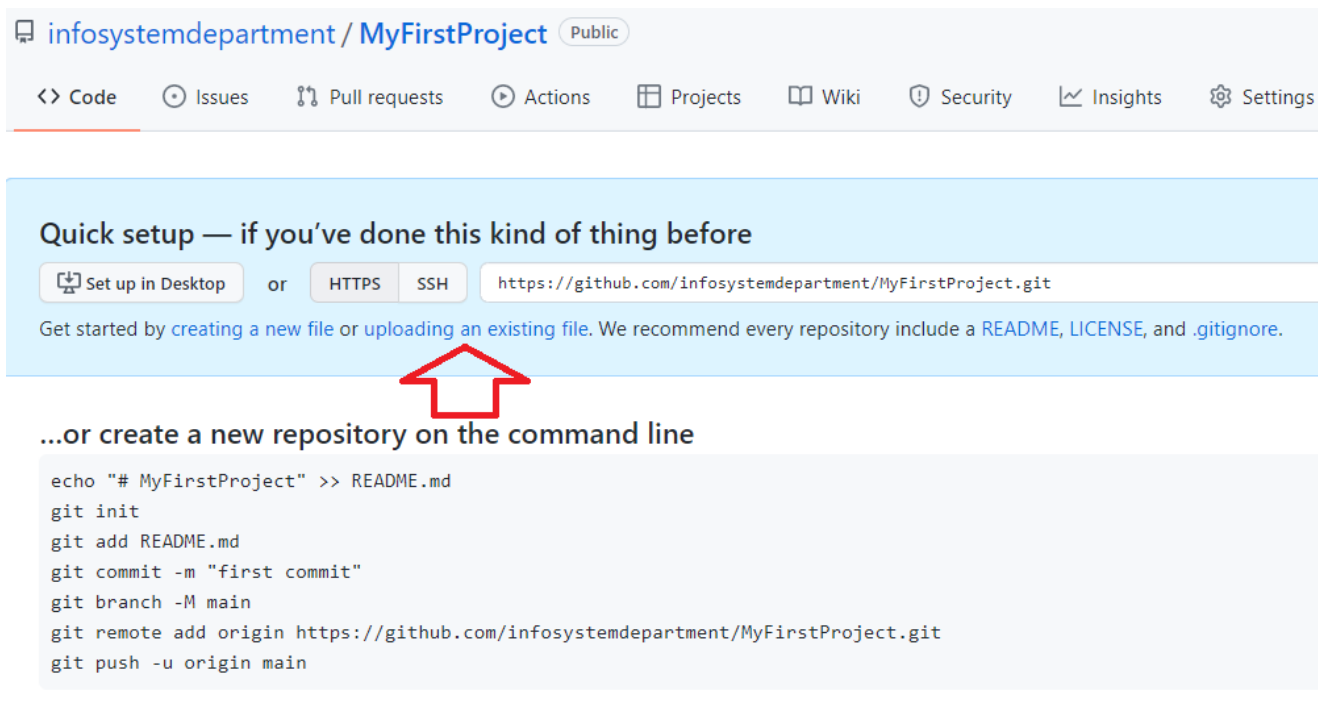 infosystemdepartment / MyFirstProject Public
Code Issues Pull requests Actions Projects Wiki Security Insights Settings
Quick setup — if you’ve done this kind of thing before
Set up in Desktop or HTTPS SSH https://github.com/infosystemdepartment/MyFirstProject.git
Get started by creating a new file or uploading an existing file. We recommend every repository include a README, LICENSE, and .gitignore.
…or create a new repository on the command line
echo "# MyFirstProject" >> README.md
git init
git add README.md
git commit -m "first commit"
git branch -M main
git remote add origin https://github.com/infosystemdepartment/MyFirstProject.git
git push -u origin main